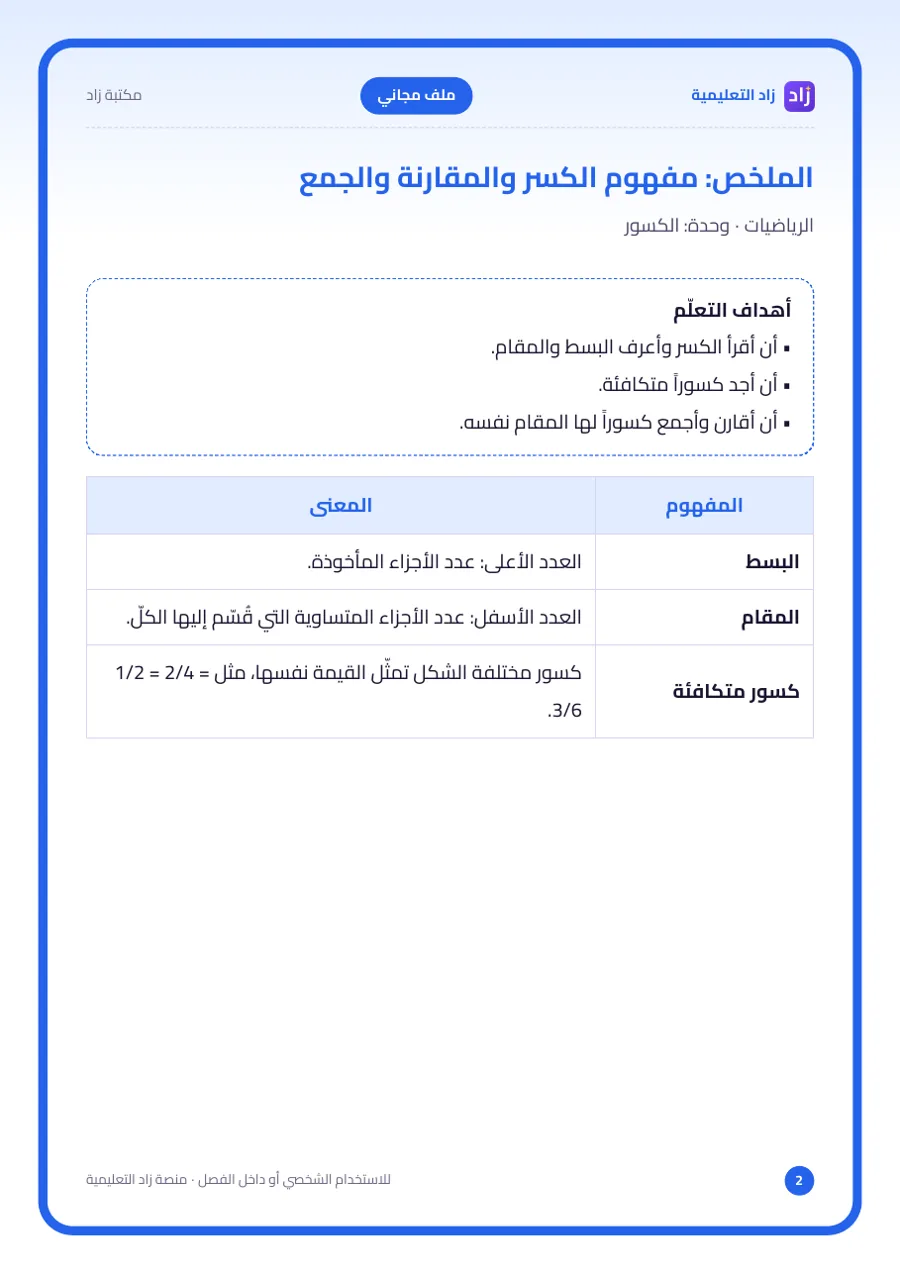 زاد
زاد التعليمية
ملف مجاني
مكتبة زاد
الملخص: مفهوم الكسر والمقارنة والجمع
الرياضيات · وحدة: الكسور
أهداف التعلّم
▪ أن أقرأ الكسر وأعرف البسط والمقام.
▪ أن أجد كسوراً متكافئة.
▪ أن أقارن وأجمع كسوراً لها المقام نفسه.
المفهوم
المعنى
البسط
العدد الأعلى: عدد الأجزاء المأخوذة.
المقام
العدد الأسفل: عدد الأجزاء المتساوية التي قُسّم إليها الكلّ.
كسور متكافئة
كسور مختلفة الشكل تمثّل القيمة نفسها، مثل 1/2 = 2/4 =
3/6.
2
للاستخدام الشخصي أو داخل الفصل · منصة زاد التعليمية